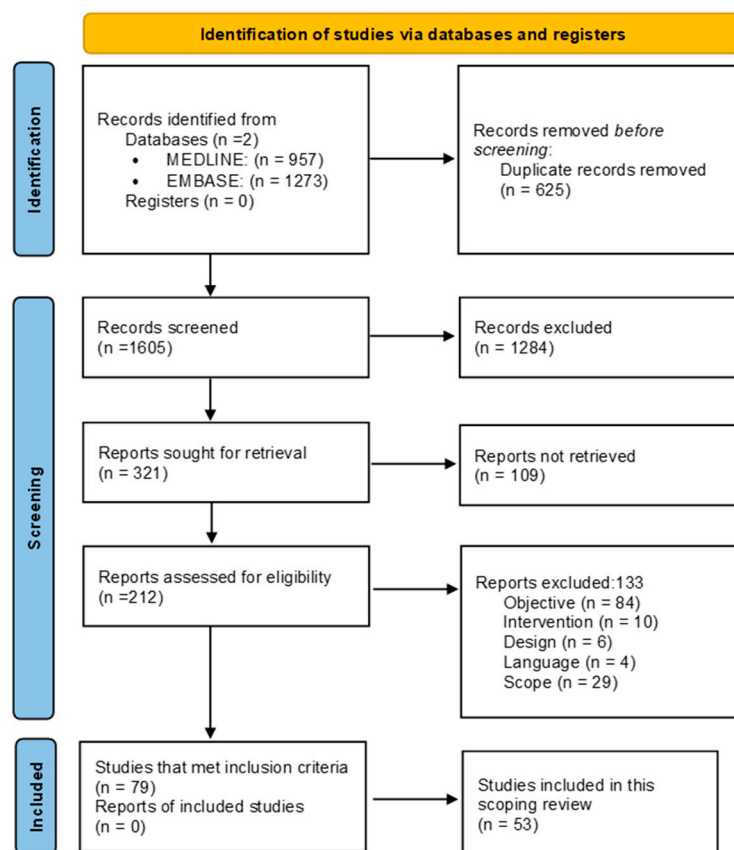 Identification of studies via databases and registers
Identification
Records identified from
Databases (n =2)
• MEDLINE: (n = 957)
• EMBASE: (n = 1273)
Registers (n = 0)
Records removed before
screening:
Duplicate records removed
(n = 625)
Screening
Records screened
(n =1605)
Records excluded
(n = 1284)
Reports sought for retrieval
(n = 321)
Reports not retrieved
(n = 109)
Reports assessed for eligibility
(n =212)
Reports excluded:133
Objective (n = 84)
Intervention (n = 10)
Design (n = 6)
Language (n = 4)
Scope (n = 29)
Included
Studies that met inclusion criteria
(n = 79)
Reports of included studies
(n = 0)
Studies included in this
scoping review
(n = 53)